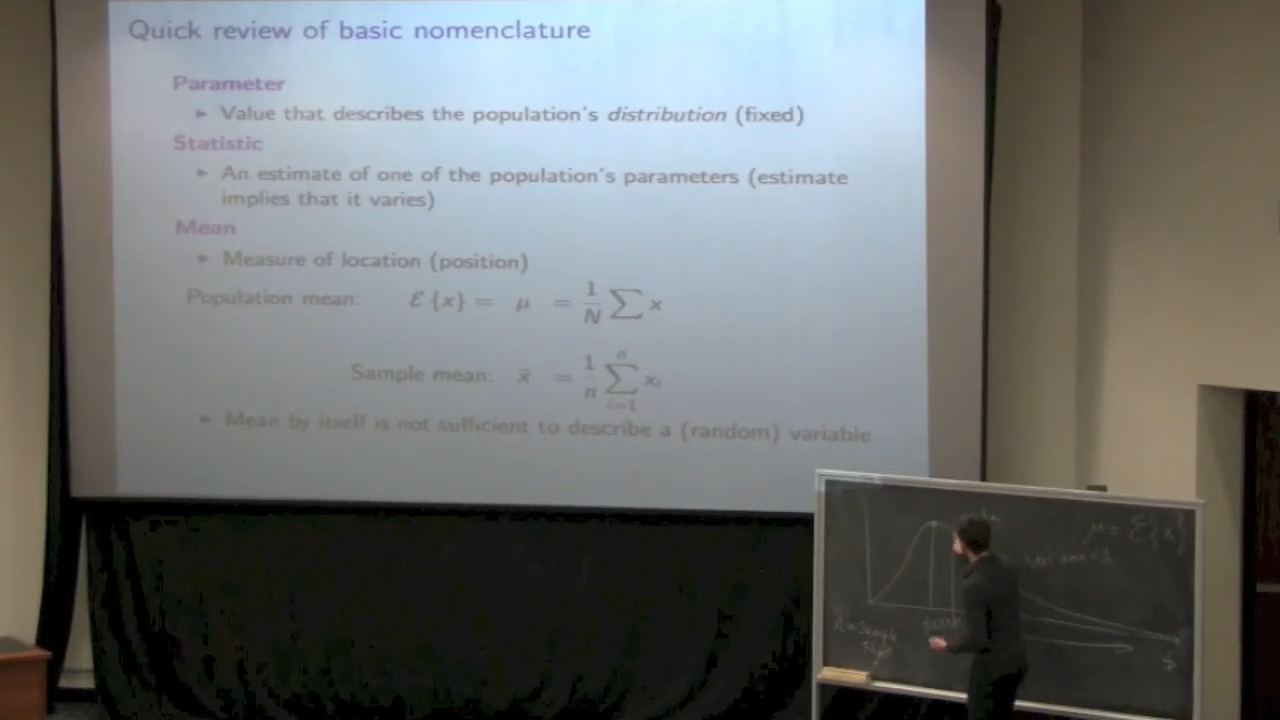 Quick review of basic nomenclature
Parameter
► Value that describes the population's distribution (fixed)
Statistic
► An estimate of one of the population's parameters (estimate
implies that it varies)
Mean
► Measure of location (position)
Population mean: ℰ {x} = μ = 1/N ∑ x
Sample mean: x̄ = 1/n ∑ⁿᵢ₌₁ xᵢ
► Mean by itself is not sufficient to describe a (random) variable
μ = ℰ{x}